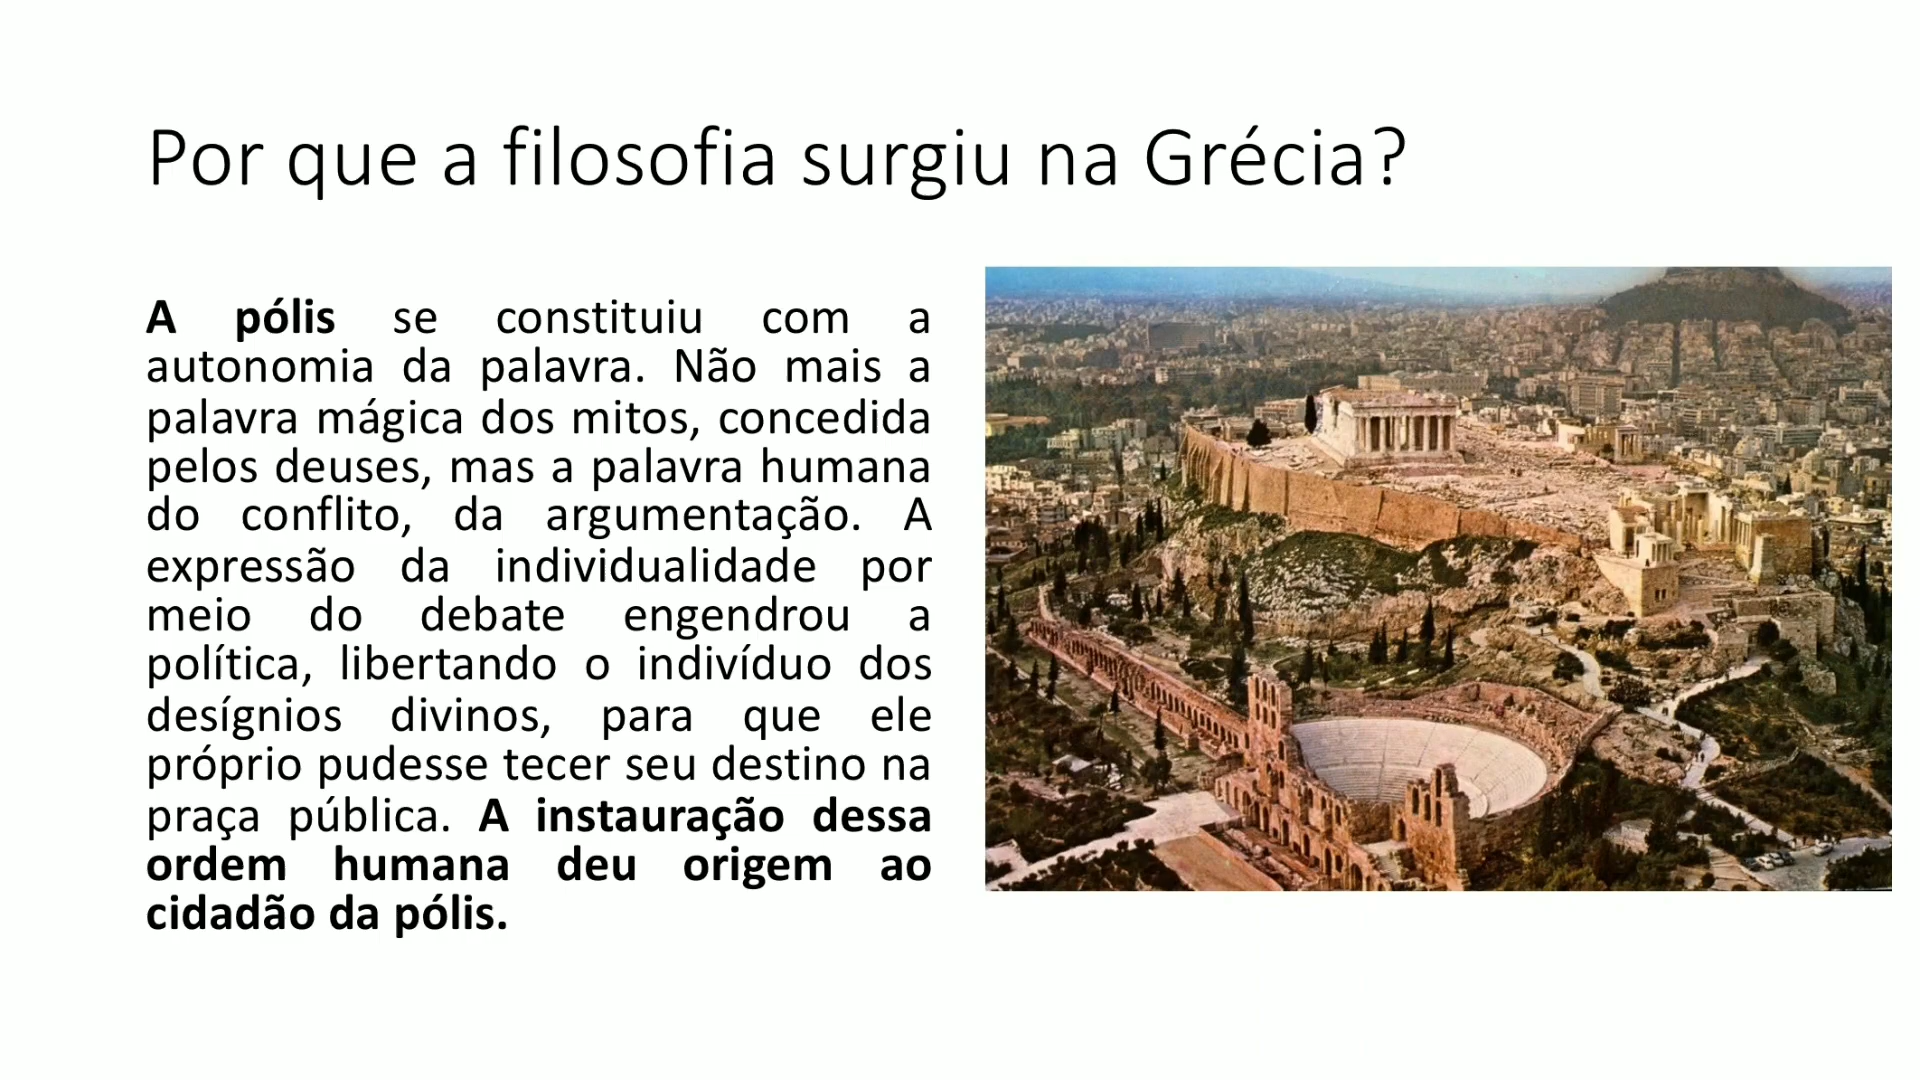 Por que a filosofia surgiu na Grécia?
A pólis se constituiu com a
autonomia da palavra. Não mais a
palavra mágica dos mitos, concedida
pelos deuses, mas a palavra humana
do conflito, da argumentação. A
expressão da individualidade por
meio do debate engendrou a
política, libertando o indivíduo dos
desígnios divinos, para que ele
próprio pudesse tecer seu destino na
praça pública. A instauração dessa
ordem humana deu origem ao
cidadão da pólis.